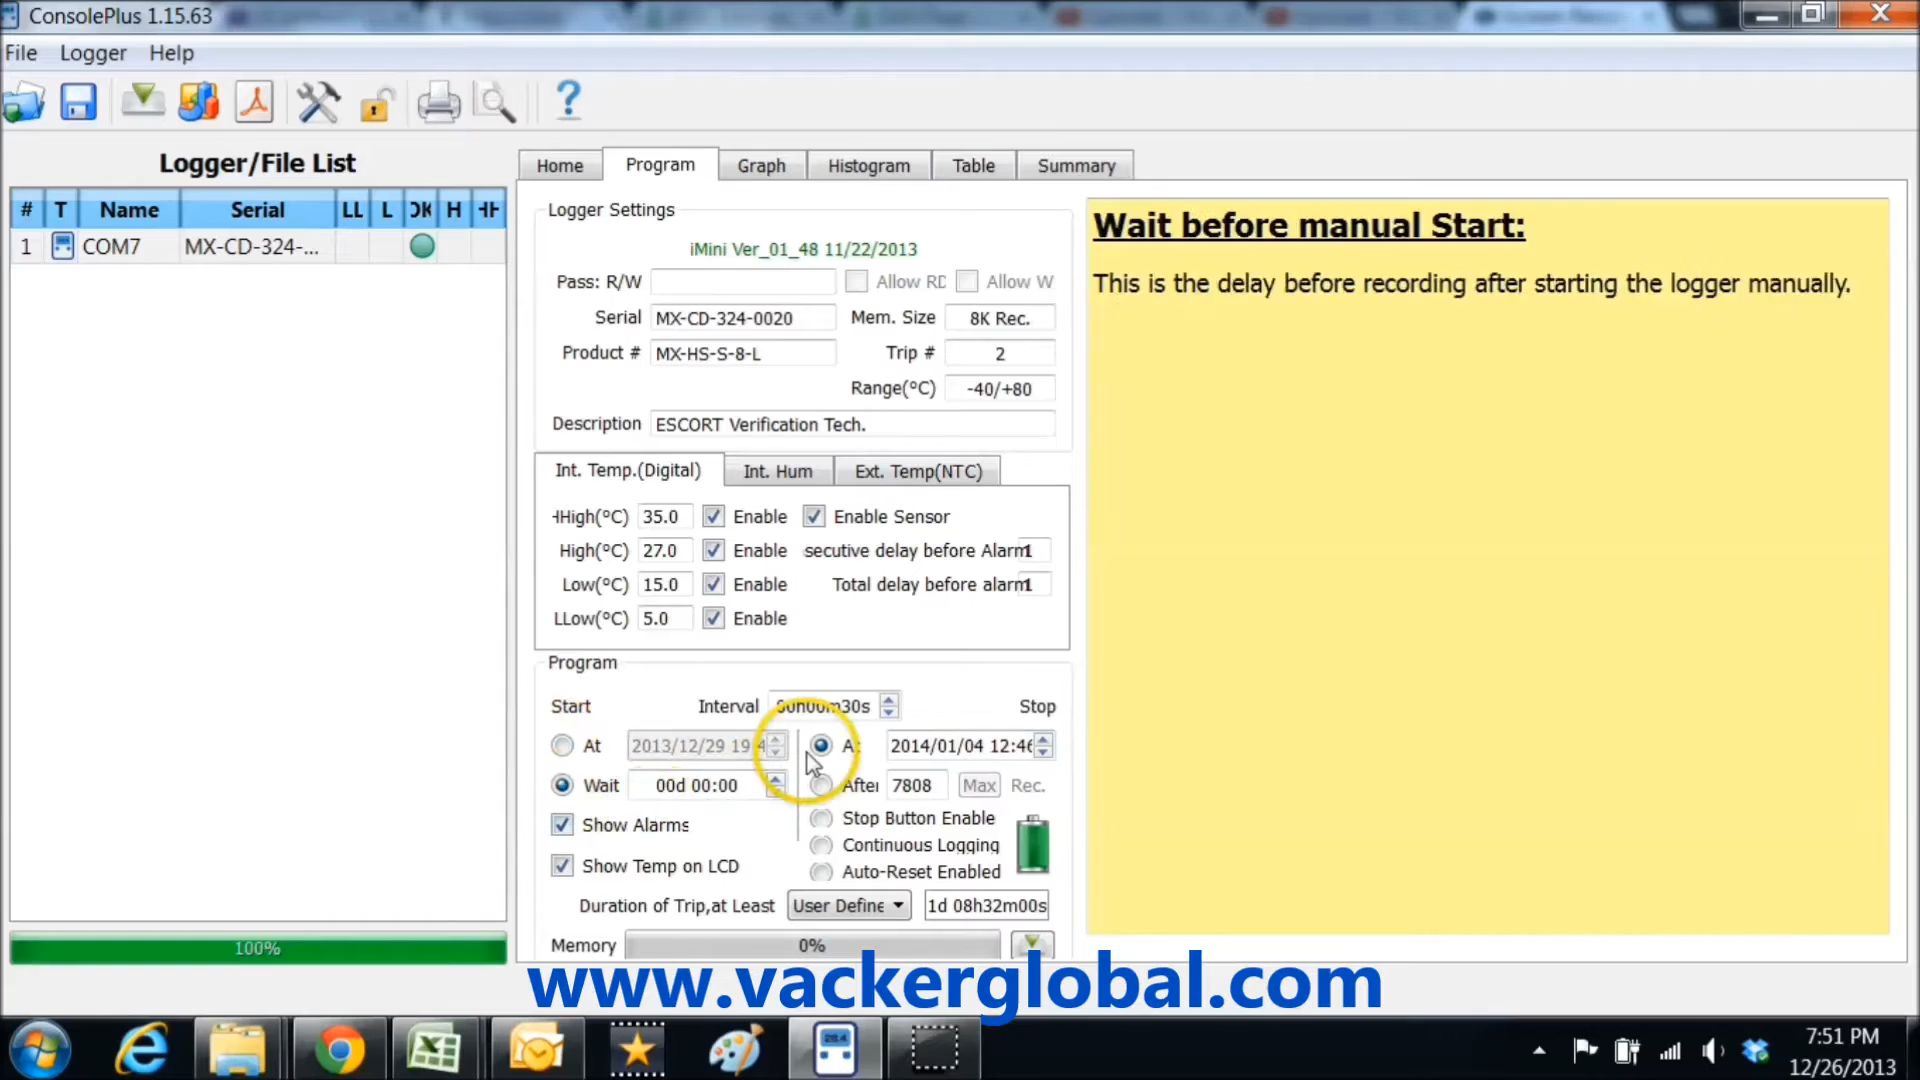 ConsolePlus 1.15.63
File Logger Help
Logger/File List
# T Name Serial LL L OK H HH
1 COM7 MX-CD-324-...
100%
Home Program Graph Histogram Table Summary
Logger Settings
iMini Ver_01_48 11/22/2013
Pass: R/W Allow RD Allow W
Serial MX-CD-324-0020 Mem. Size 8K Rec.
Product # MX-HS-S-8-L Trip # 2
Range(°C) -40/+80
Description ESCORT Verification Tech.
Int. Temp.(Digital) Int. Hum Ext. Temp(NTC)
HHigh(°C) 35.0 Enable Enable Sensor
High(°C) 27.0 Enable secutive delay before Alarm 1
Low(°C) 15.0 Enable Total delay before alarm 1
LLow(°C) 5.0 Enable
Program
Start Interval 00h00m30s Stop
At 2013/12/29 19:4 At 2014/01/04 12:46
Wait 00d 00:00 After 7808 Max Rec.
Show Alarms Stop Button Enable
Continuous Logging
Show Temp on LCD Auto-Reset Enabled
Duration of Trip,at Least User Define 1d 08h32m00s
Memory 0%
Wait before manual Start:
This is the delay before recording after starting the logger manually.
www.vackerglobal.com
28.4
7:51 PM
12/26/2013